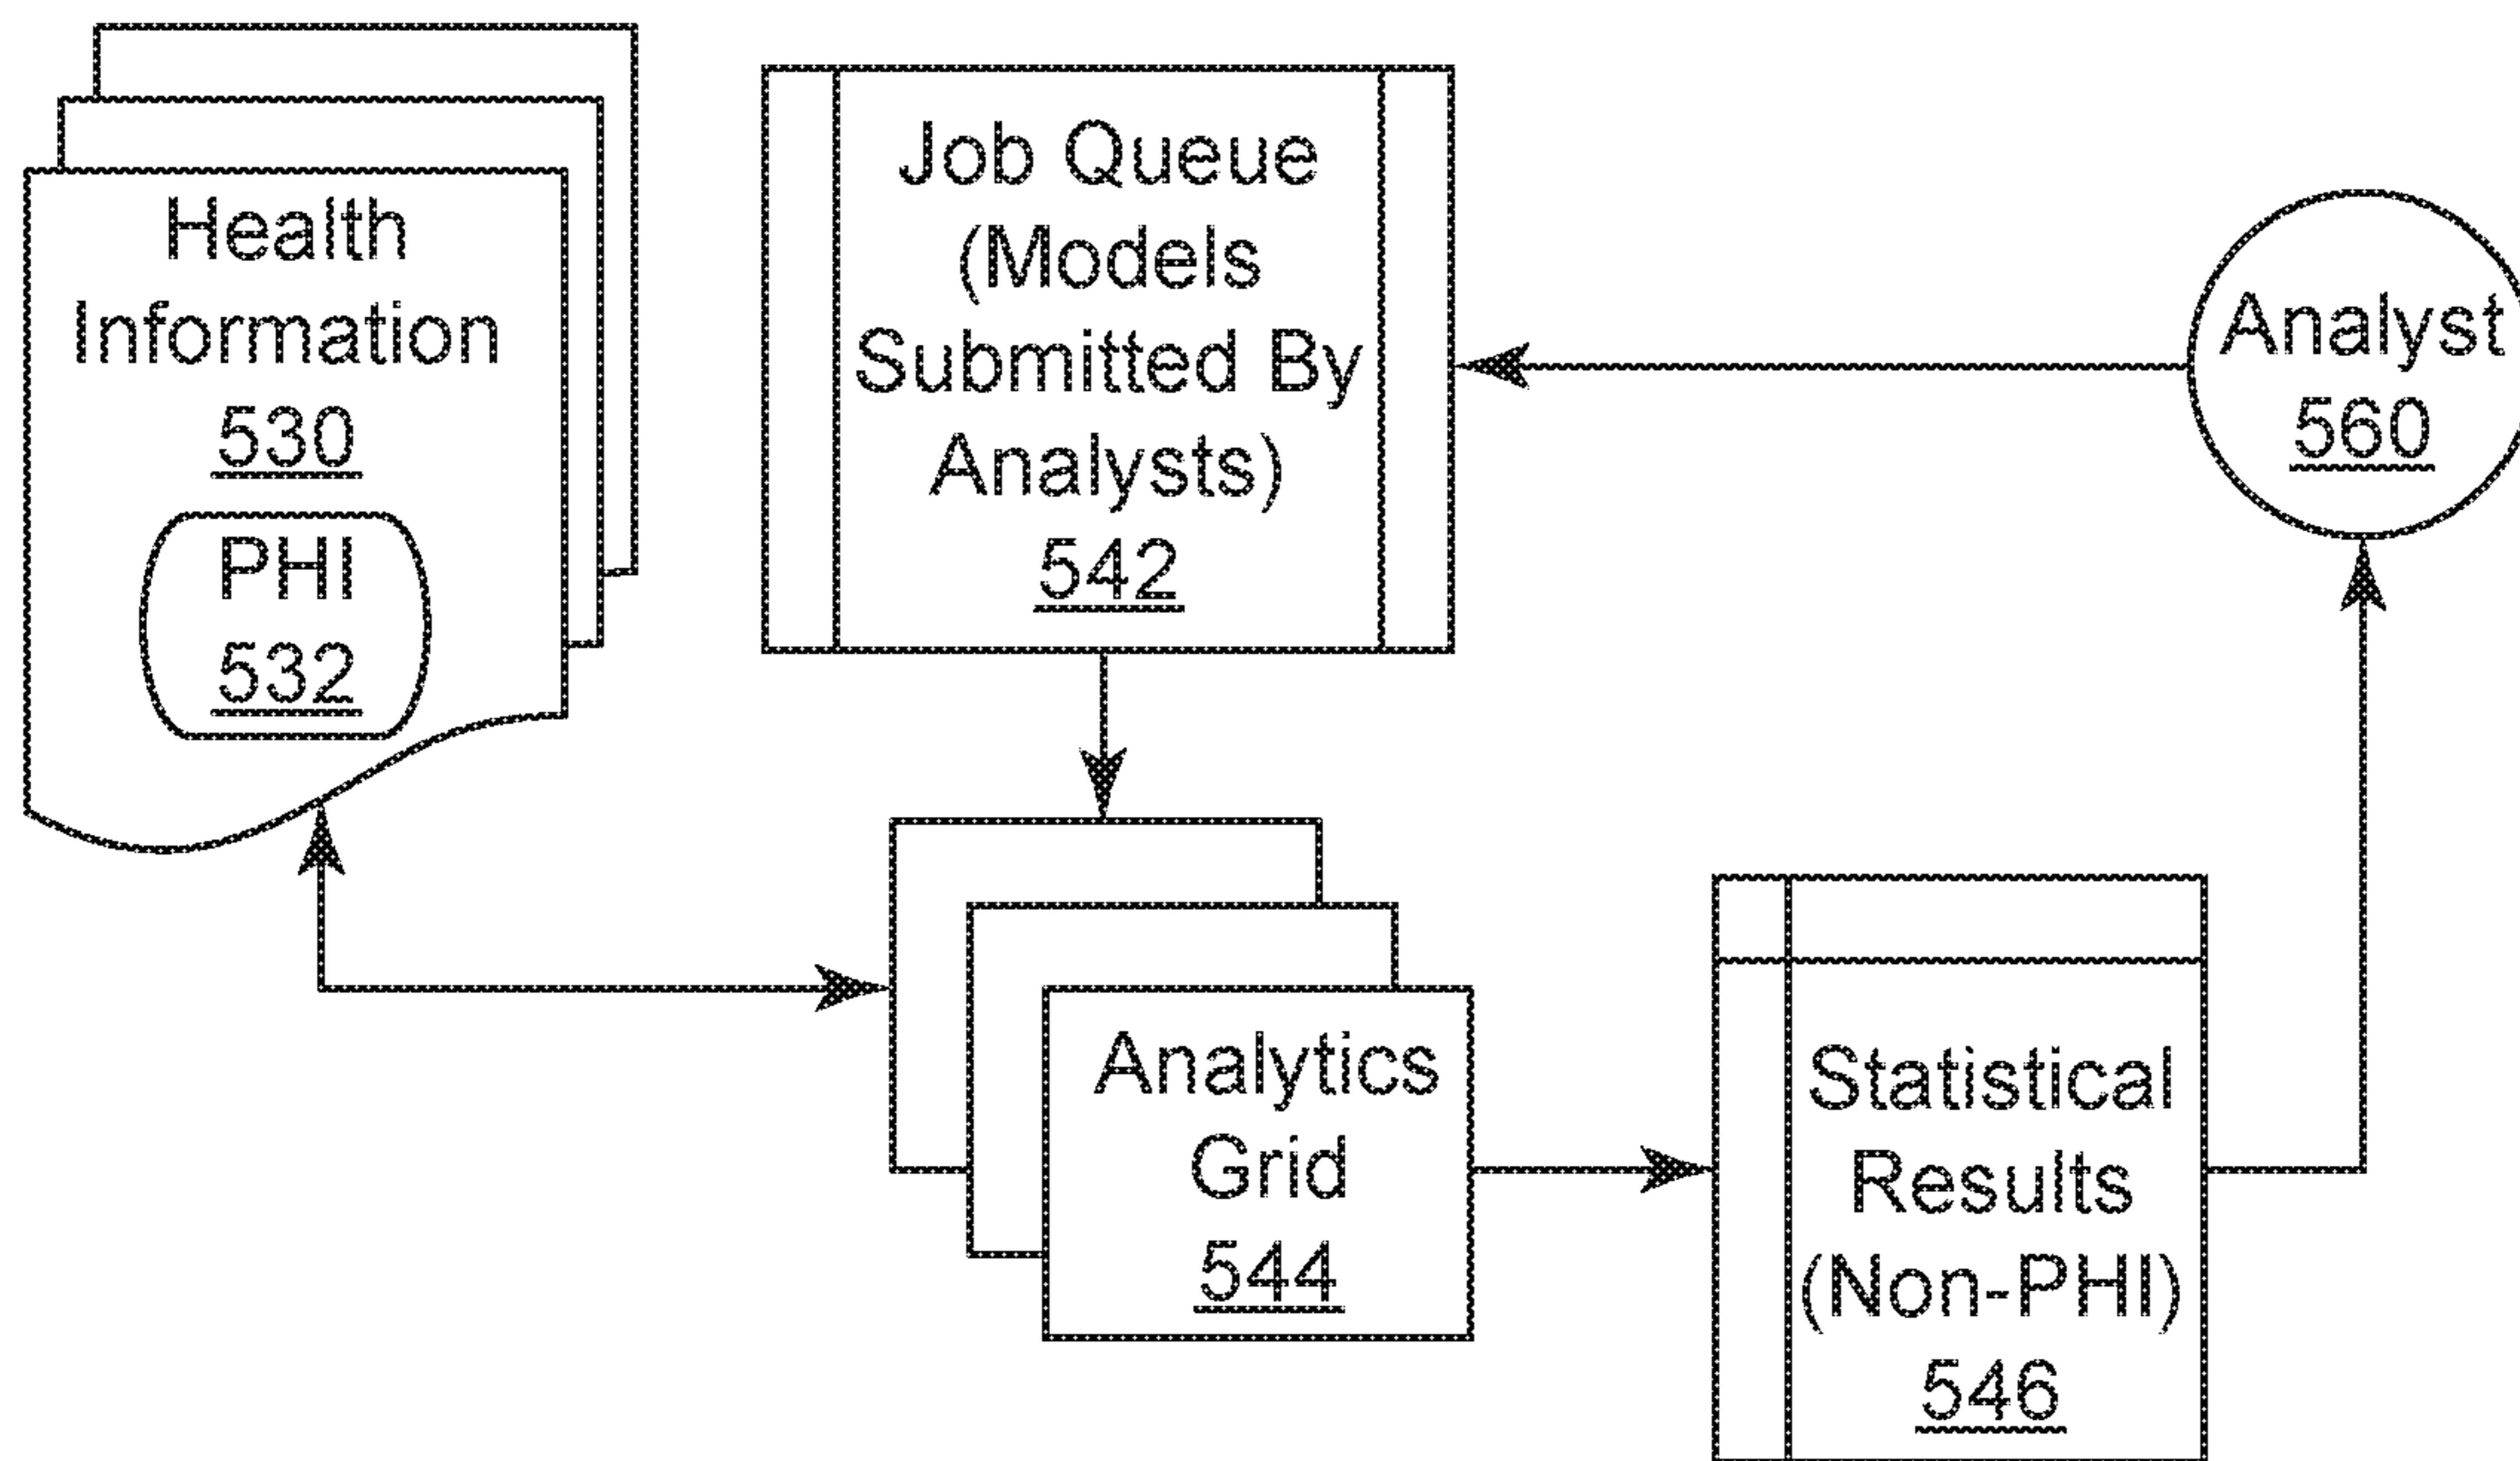 Health
Information
530
PHI
532
Job Queue
(Models
Submitted By
Analysts)
542
Analyst
560
Analytics
Grid
544
Statistical
Results
(Non-PHI)
546